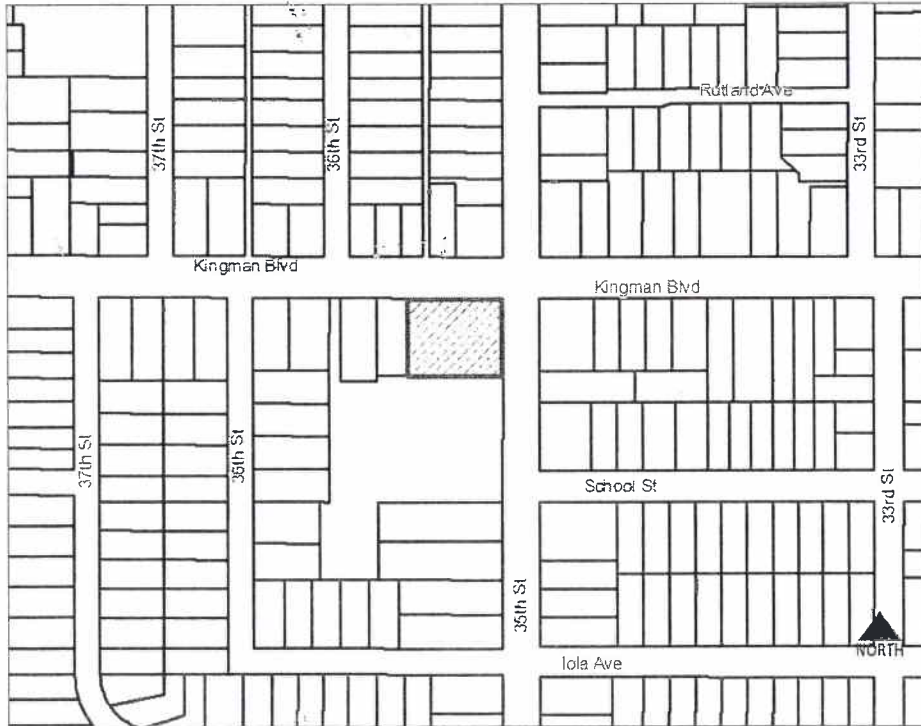 Rutland Ave
37th St
36th St
33rd St
Kingman Blvd
Kingman Blvd
37th St
36th St
School St
33rd St
35th St
NORTH
Iola Ave